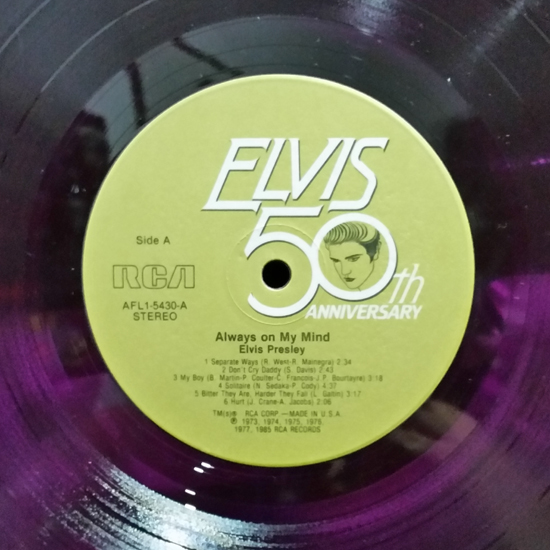 ELVIS
50th
ANNIVERSARY
Side A
RCA
AFL1-5430-A
STEREO
Always on My Mind
Elvis Presley
1 Separate Ways (R. West-R. Mainegra) 2:34
2 Don't Cry Daddy (S. Davis) 2:43
3 My Boy (B. Martin-P. Coulter-C. Francois-J.P. Bourtayre) 3:18
4 Solitaire (N. Sedaka-P. Cody) 4:37
5 Bitter They Are, Harder They Fall (L. Gatlin) 3:17
6 Hurt (J. Crane-A. Jacobs) 2:06
TM(s)® RCA CORP.—MADE IN U.S.A.
℗ 1973, 1974, 1975, 1976,
1977, 1985 RCA RECORDS